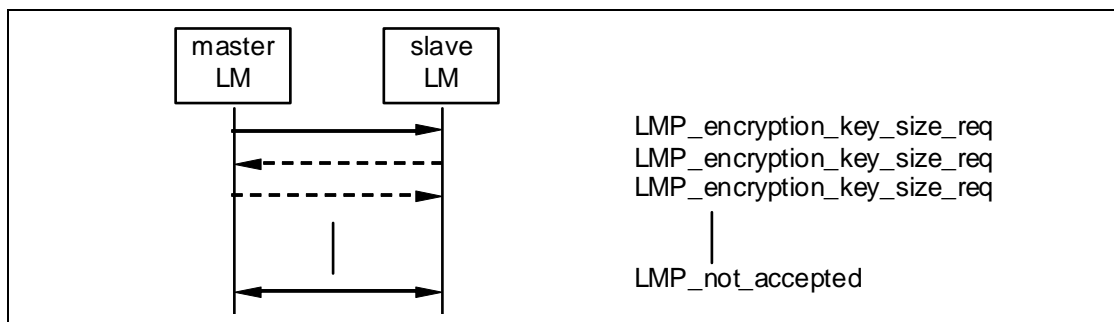 master
LM
slave
LM
LMP_encryption_key_size_req
LMP_encryption_key_size_req
LMP_encryption_key_size_req
LMP_not_accepted